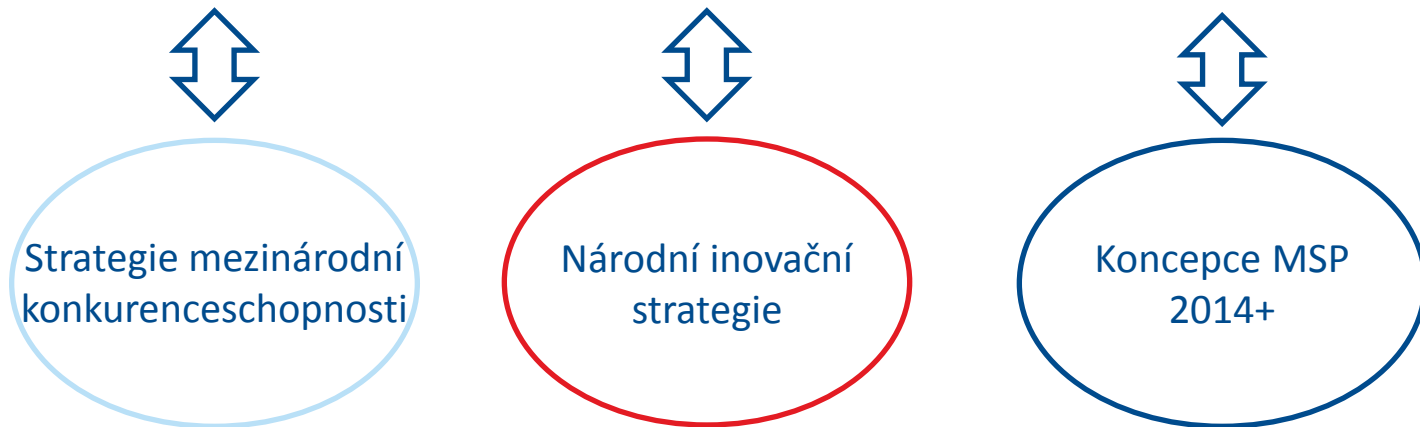 Strategie mezinárodní
konkurenceschopnosti
Národní inovační
strategie
Koncepce MSP
2014+